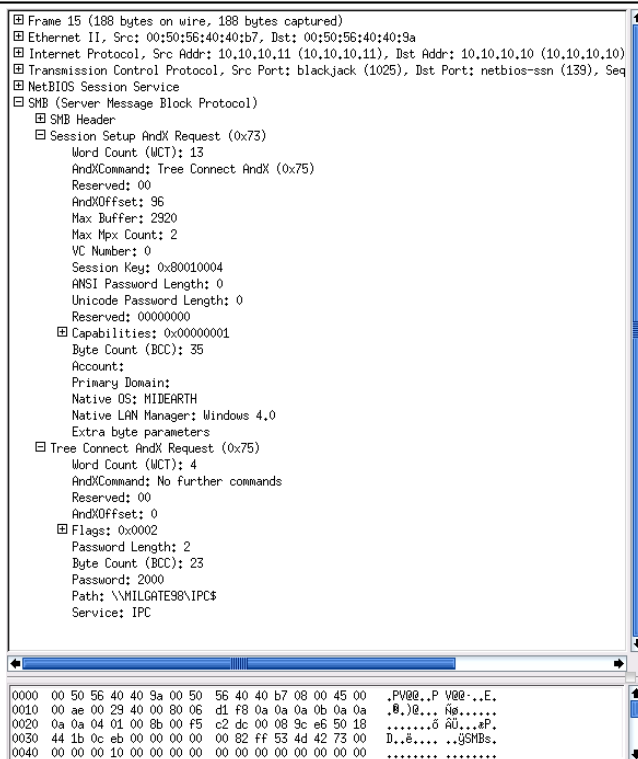 Frame 15 (188 bytes on wire, 188 bytes captured)
Ethernet II, Src: 00:50:56:40:40:b7, Dst: 00:50:56:40:40:9a
Internet Protocol, Src Addr: 10.10.10.11 (10.10.10.11), Dst Addr: 10.10.10.10 (10.10.10.10)
Transmission Control Protocol, Src Port: blackjack (1025), Dst Port: netbios-ssn (139), Seq
NetBIOS Session Service
SMB (Server Message Block Protocol)
SMB Header
Session Setup AndX Request (0x73)
Word Count (WCT): 13
AndXCommand: Tree Connect AndX (0x75)
Reserved: 00
AndXOffset: 96
Max Buffer: 2920
Max Mpx Count: 2
VC Number: 0
Session Key: 0x80010004
ANSI Password Length: 0
Unicode Password Length: 0
Reserved: 00000000
Capabilities: 0x00000001
Byte Count (BCC): 35
Account:
Primary Domain:
Native OS: MIDEARTH
Native LAN Manager: Windows 4.0
Extra byte parameters
Tree Connect AndX Request (0x75)
Word Count (WCT): 4
AndXCommand: No further commands
Reserved: 00
AndXOffset: 0
Flags: 0x0002
Password Length: 2
Byte Count (BCC): 23
Password: 2000
Path: \\MILGATE98\IPC$
Service: IPC
0000 00 50 56 40 40 9a 00 50 56 40 40 b7 08 00 45 00 .PV@@..P V@@·..E.
0010 00 ae 00 29 40 00 80 06 d1 f8 0a 0a 0a 0b 0a 0a .®.)@... Ñø......
0020 0a 0a 04 01 00 8b 00 f5 c2 dc 00 08 9c e6 50 18 .......õ ÂÜ...æP.
0030 44 1b 0c eb 00 00 00 00 00 82 ff 53 4d 42 73 00 D..ë.... ..ÿSMBs.
0040 00 00 00 10 00 00 00 00 00 00 00 00 00 00 00 00 ........ ........